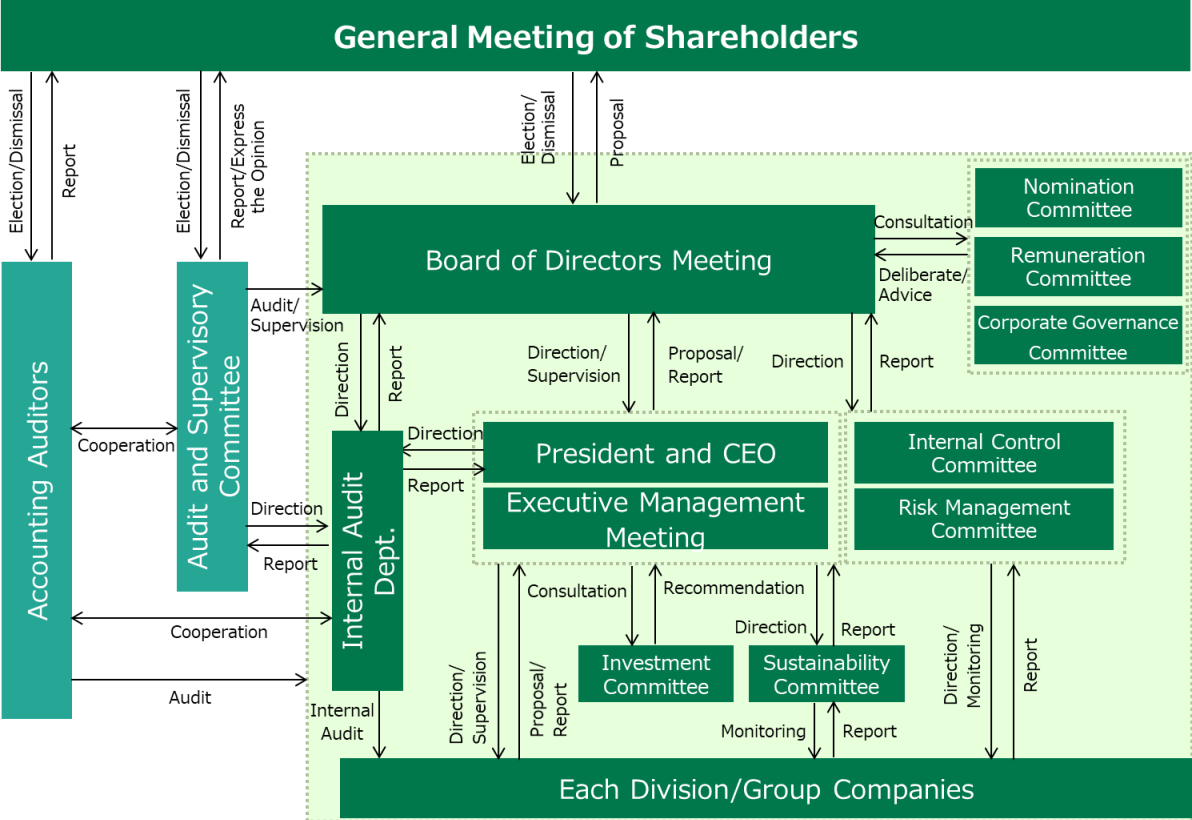 General Meeting of Shareholders
Election/Dismissal
Report
Election/Dismissal
Report/Express
the Opinion
Election/
Dismissal
Proposal
Nomination
Committee
Remuneration
Committee
Corporate Governance
Committee
Consultation
Deliberate/
Advice
Board of Directors Meeting
Audit/
Supervision
Direction
Report
Direction/
Supervision
Proposal/
Report
Direction
Report
Accounting Auditors
Cooperation
Audit and Supervisory
Committee
Direction
Report
Cooperation
Audit
Internal Audit
Dept.
Direction
Report
President and CEO
Executive Management
Meeting
Internal Control
Committee
Risk Management
Committee
Consultation
Recommendation
Direction
Report
Investment
Committee
Sustainability
Committee
Internal
Audit
Direction/
Supervision
Proposal/
Report
Monitoring
Report
Direction/
Monitoring
Report
Each Division/Group Companies